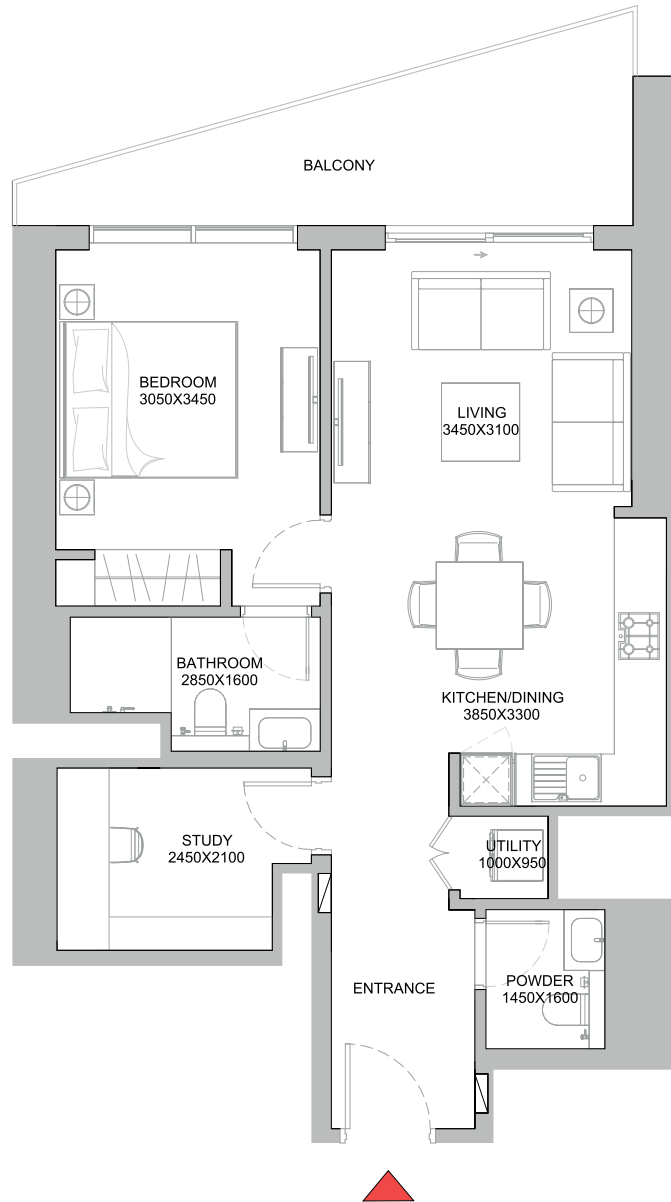 BALCONY
BEDROOM
3050X3450
LIVING
3450X3100
BATHROOM
2850X1600
KITCHEN/DINING
3850X3300
STUDY
2450X2100
UTILITY
1000X950
ENTRANCE
POWDER
1450X1600